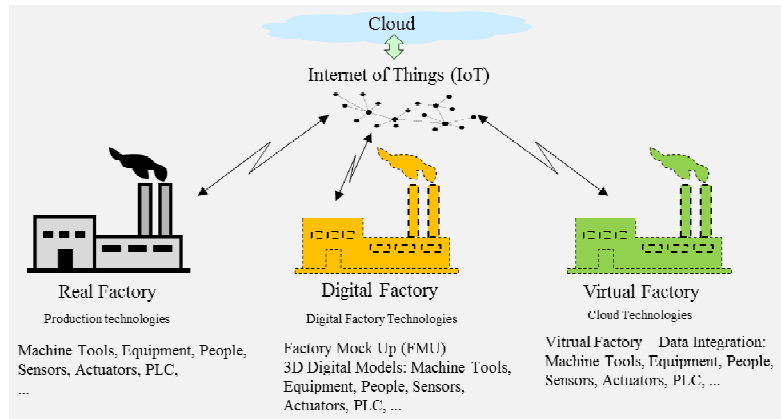 Cloud
Internet of Things (IoT)
Real Factory
Production technologies
Machine Tools, Equipment, People,
Sensors, Actuators, PLC,
...
Digital Factory
Digital Factory Technologies
Factory Mock Up (FMU)
3D Digital Models: Machine Tools,
Equipment, People, Sensors,
Actuators, PLC, ...
Virtual Factory
Cloud Technologies
Vitrual Factory – Data Integration:
Machine Tools, Equipment, People,
Sensors, Actuators, PLC, ...